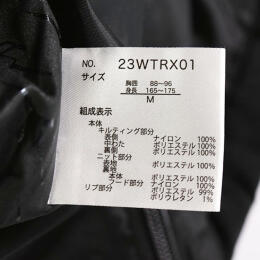 NO. 23WTRX01
サイズ 胸囲 88~96
身長 165~175
M
組成表示
本体
キルティング部分
表側 ナイロン 100%
中わた ポリエステル 100%
裏側 ポリエステル 100%
ニット部分
表地 ポリエステル 100%
裏地 ポリエステル 100%
本体
フード部分 ナイロン 100%
リブ部分 ポリエステル 99%
ポリウレタン 1%